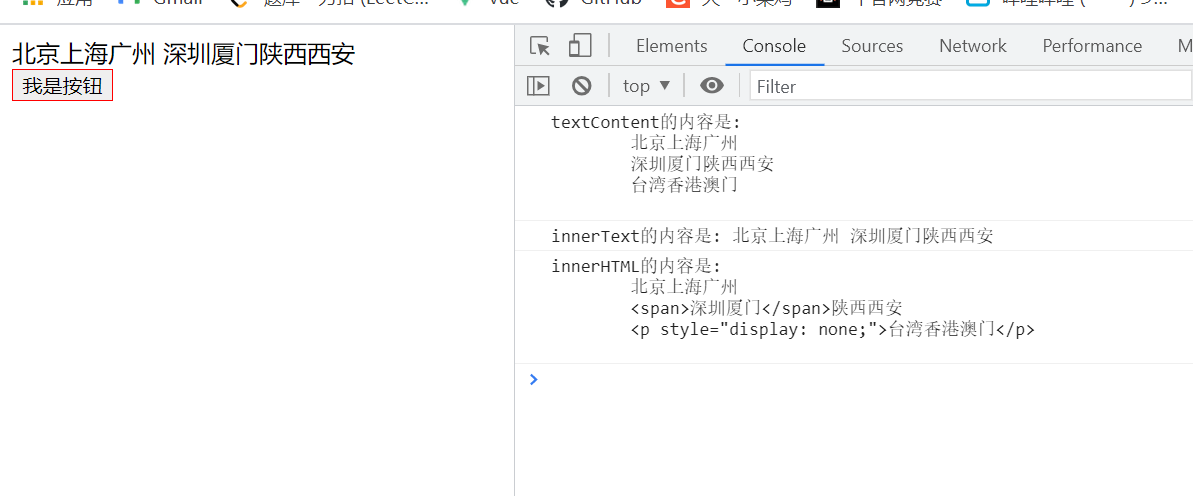 应用 Gmail Vue GitHub
北京上海广州 深圳厦门陕西西安
我是按钮
Elements Console Sources Network Performance M
top ▼ Filter
textContent的内容是:
北京上海广州
深圳厦门陕西西安
台湾香港澳门
innerText的内容是: 北京上海广州 深圳厦门陕西西安
innerHTML的内容是:
北京上海广州
<span>深圳厦门</span>陕西西安
<p style="display: none;">台湾香港澳门</p>